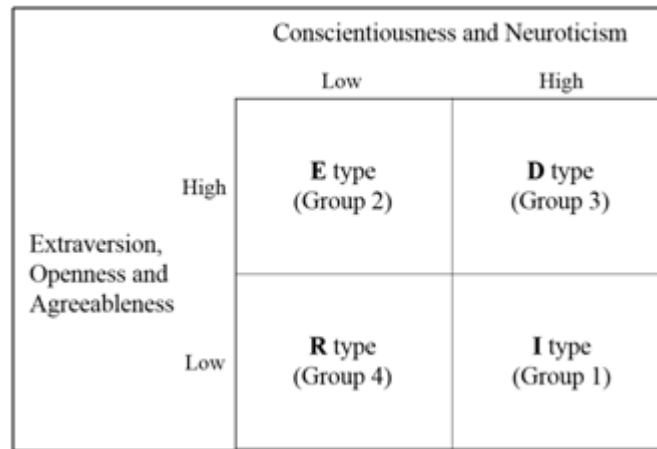 Conscientiousness and Neuroticism
Low High
High
E type
(Group 2)
D type
(Group 3)
Extraversion,
Openness and
Agreeableness
Low
R type
(Group 4)
I type
(Group 1)